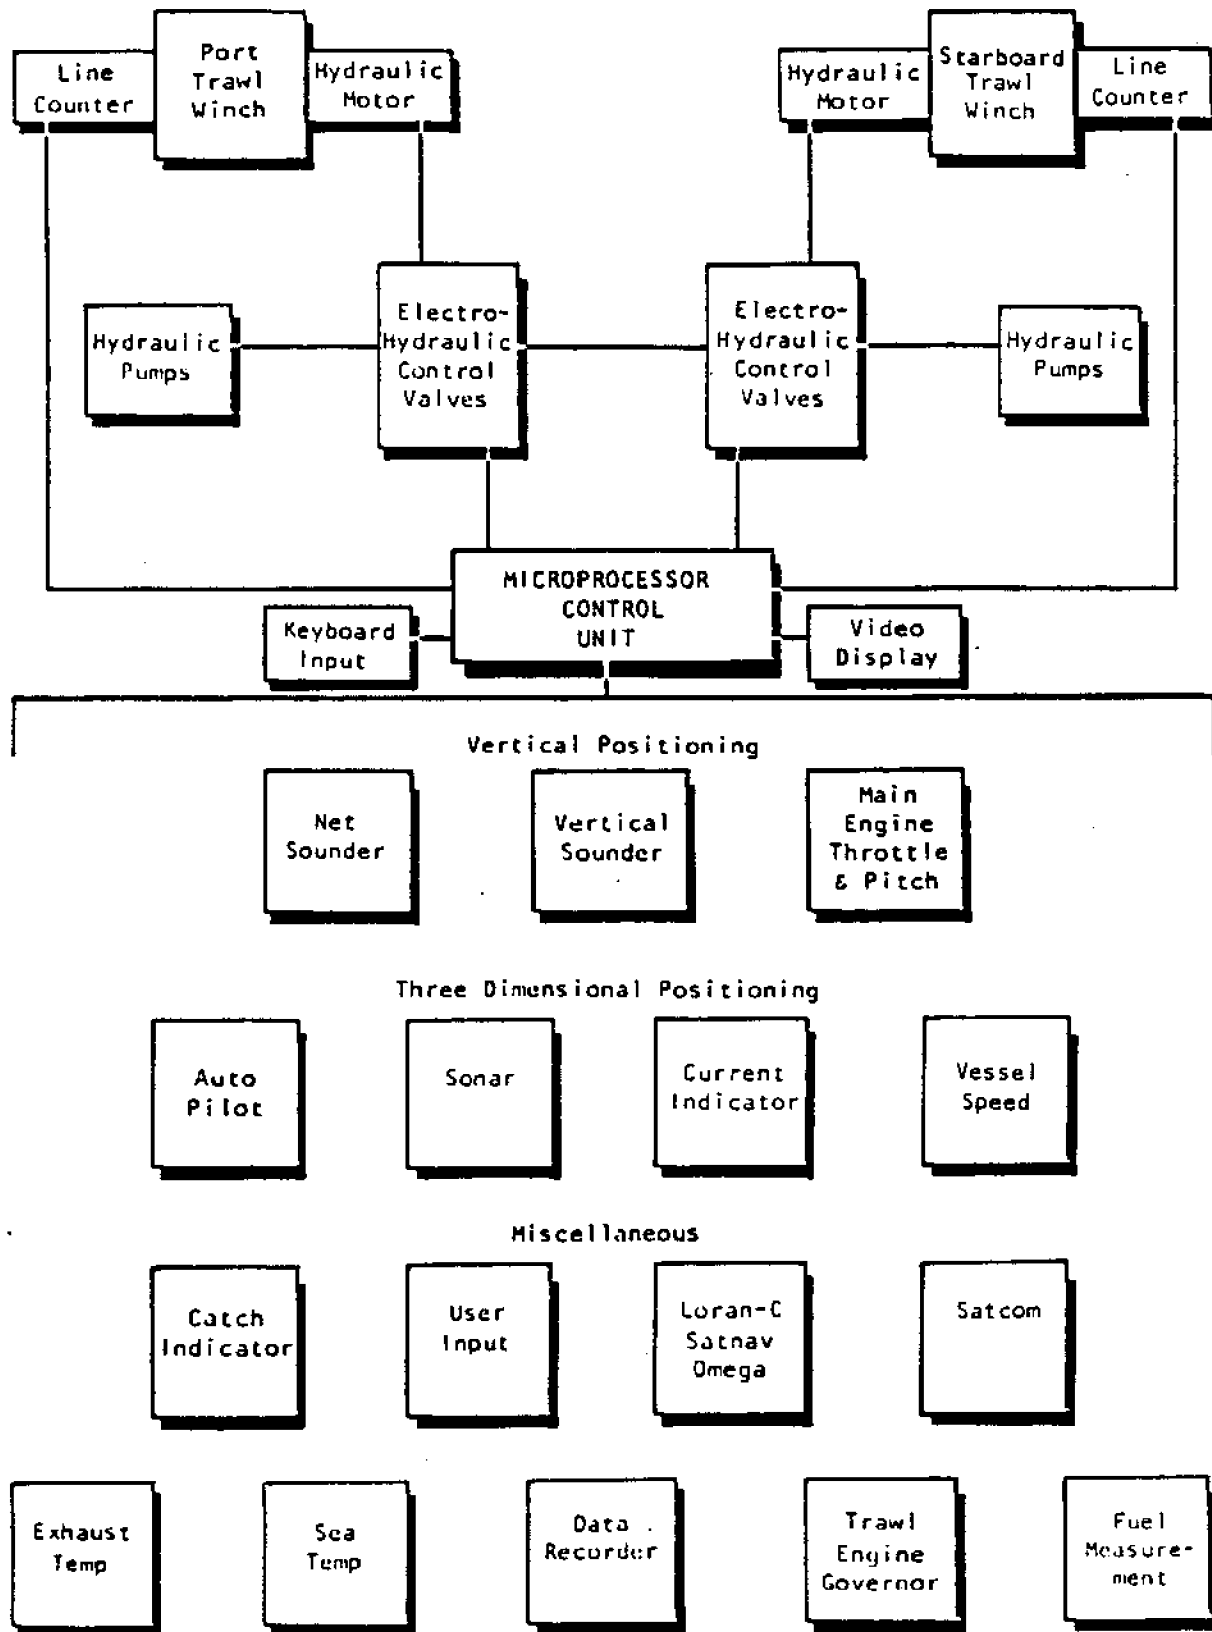 Line
Counter
Port
Trawl
Winch
Hydraulic
Motor
Hydraulic
Motor
Starboard
Trawl
Winch
Line
Counter
Hydraulic
Pumps
Electro-
Hydraulic
Control
Valves
Electro-
Hydraulic
Control
Valves
Hydraulic
Pumps
MICROPROCESSOR
CONTROL
UNIT
Keyboard
Input
Video
Display
Vertical Positioning
Net
Sounder
Vertical
Sounder
Main
Engine
Throttle
& Pitch
Three Dimensional Positioning
Auto
Pilot
Sonar
Current
Indicator
Vessel
Speed
Miscellaneous
Catch
Indicator
User
Input
Loran-C
Satnav
Omega
Satcom
Exhaust
Temp
Sea
Temp
Data
Recorder
Trawl
Engine
Governor
Fuel
Measure-
ment